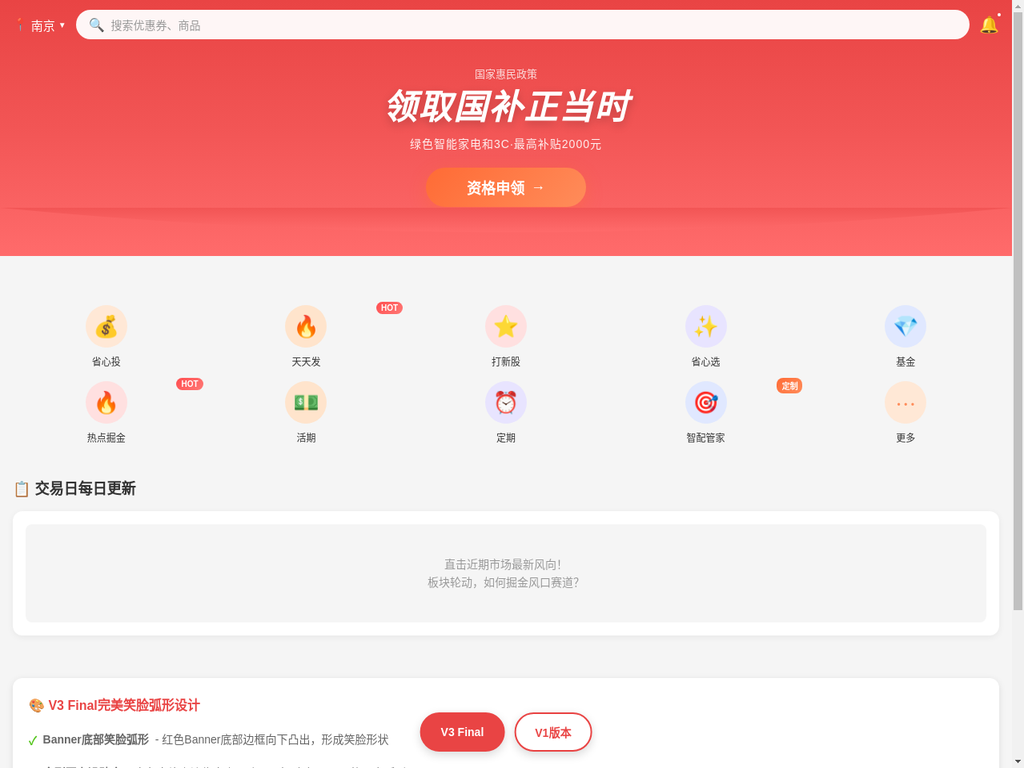 南京 ▼
搜索优惠券、商品
国家惠民政策
领取国补正当时
绿色智能家电和3C·最高补贴2000元
资格申领 →
HOT
省心投
天天发
打新股
省心选
基金
HOT
定制
热点掘金
活期
定期
智配管家
更多
交易日每日更新
直击近期市场最新风向！
板块轮动，如何掘金风口赛道？
V3 Final完美笑脸弧形设计
✓ Banner底部笑脸弧形 - 红色Banner底部边框向下凸出，形成笑脸形状
V3 Final
V1版本